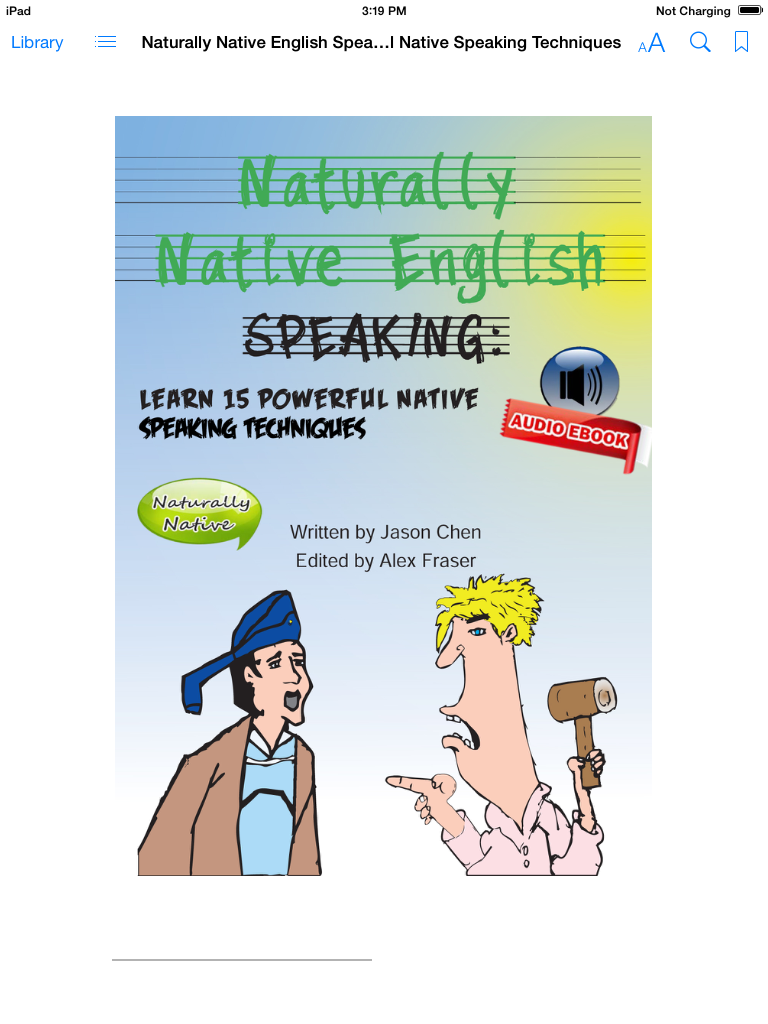 iPad 3:19 PM Not Charging
Library Naturally Native English Spea…l Native Speaking Techniques AA
Naturally
Native English
SPEAKING:
LEARN 15 POWERFUL NATIVE
SPEAKING TECHNIQUES
AUDIO EBOOK
Naturally
Native
Written by Jason Chen
Edited by Alex Fraser